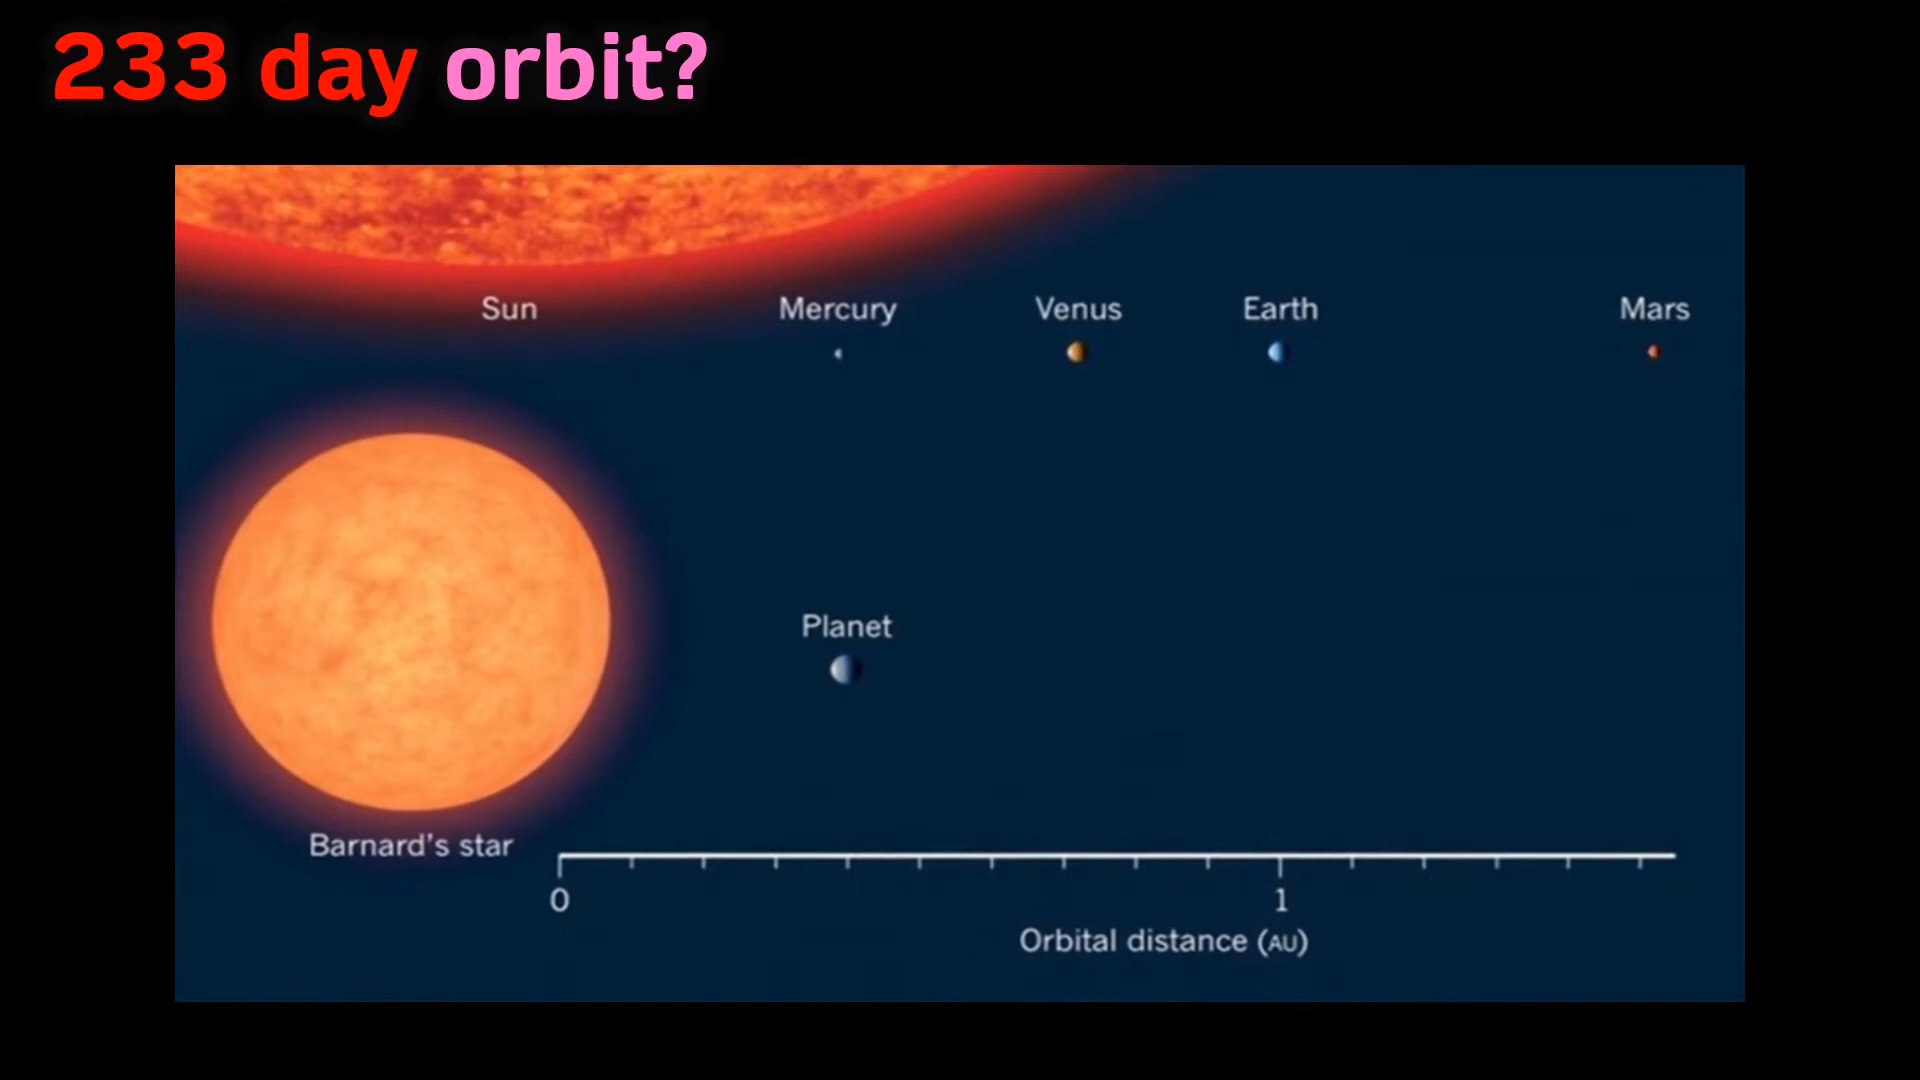 233 day orbit?
Sun
Mercury
Venus
Earth
Mars
Planet
Barnard's star
0
1
Orbital distance (AU)